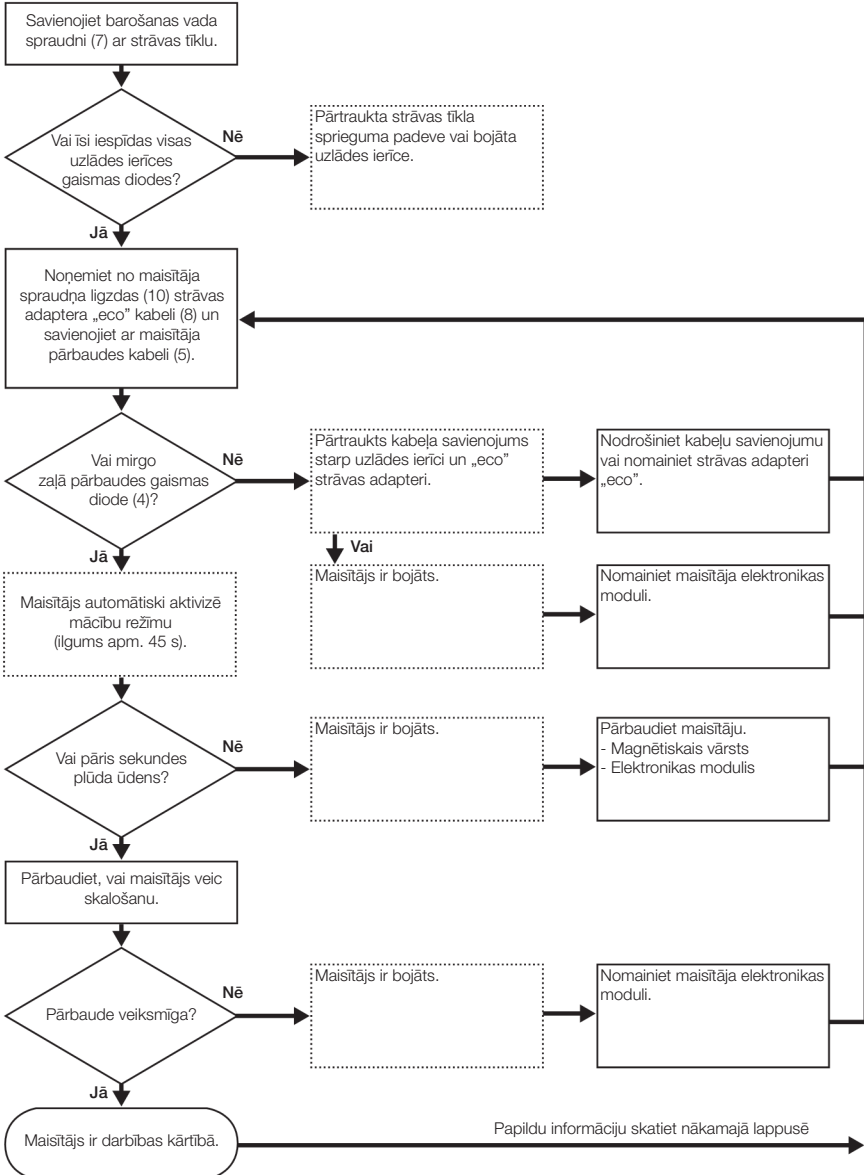 Savienojiet barošanas vada
spraudni (7) ar strāvas tīklu.
Vai īsi iespīdas visas
uzlādes ierīces
gaismas diodes?
Nē
Pārtraukta strāvas tīkla
sprieguma padeve vai bojāta
uzlādes ierīce.
Jā
Noņemiet no maisītāja
spraudņa ligzdas (10) strāvas
adaptera „eco” kabeli (8) un
savienojiet ar maisītāja
pārbaudes kabeli (5).
Vai mirgo
zaļā pārbaudes gaismas
diode (4)?
Nē
Pārtraukts kabeļa savienojums
starp uzlādes ierīci un „eco”
strāvas adapteri.
Nodrošiniet kabeļu savienojumu
vai nomainiet strāvas adapteri
„eco”.
Jā
Vai
Maisītājs automātiski aktivizē
mācību režīmu
(ilgums apm. 45 s).
Maisītājs ir bojāts.
Nomainiet maisītāja elektronikas
moduli.
Vai pāris sekundes
plūda ūdens?
Nē
Maisītājs ir bojāts.
Pārbaudiet maisītāju.
- Magnētiskais vārsts
- Elektronikas modulis
Jā
Pārbaudiet, vai maisītājs veic
skalošanu.
Pārbaude veiksmīga?
Nē
Maisītājs ir bojāts.
Nomainiet maisītāja elektronikas
moduli.
Jā
Maisītājs ir darbības kārtībā.
Papildu informāciju skatiet nākamajā lappusē